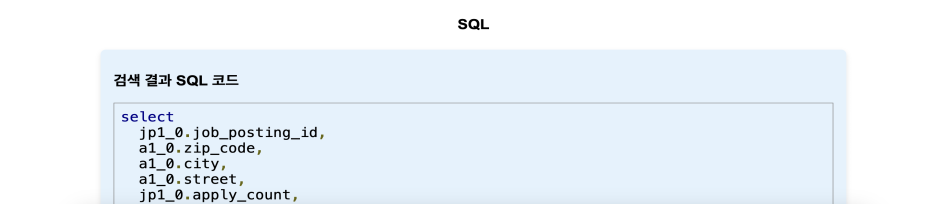 SQL
검색 결과 SQL 코드
select
jp1_0.job_posting_id,
a1_0.zip_code,
a1_0.city,
a1_0.street,
jp1_0.apply_count,